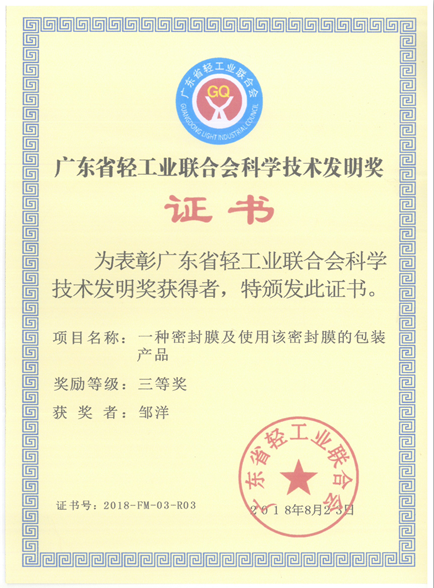 广东省轻工业联合会
GQ
GUANGDONG LIGHT INDUSTRIAL COUNCIL
广东省轻工业联合会科学技术发明奖
证书
为表彰广东省轻工业联合会科学
技术发明奖获得者，特颁发此证书。
项目名称：一种密封膜及使用该密封膜的包装
产品
奖励等级：三等奖
获奖者：邹洋
广东省轻工业联合会
证书号：2018-FM-03-R03
2018年8月23日